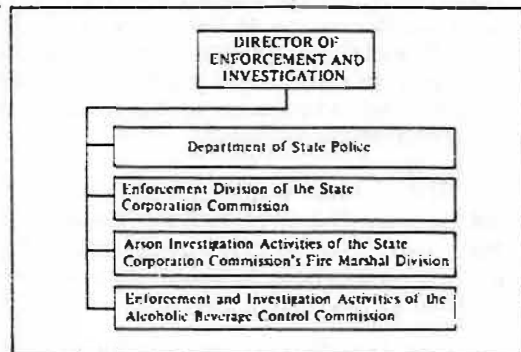 DIRECTOR OF
ENFORCEMENT AND
INVESTIGATION
Department of State Police
Enforcement Division of the State
Corporation Commission
Arson Investigation Activities of the State
Corporation Commission's Fire Marshal Division
Enforcement and Investigation Activities of the
Alcoholic Beverage Control Commission